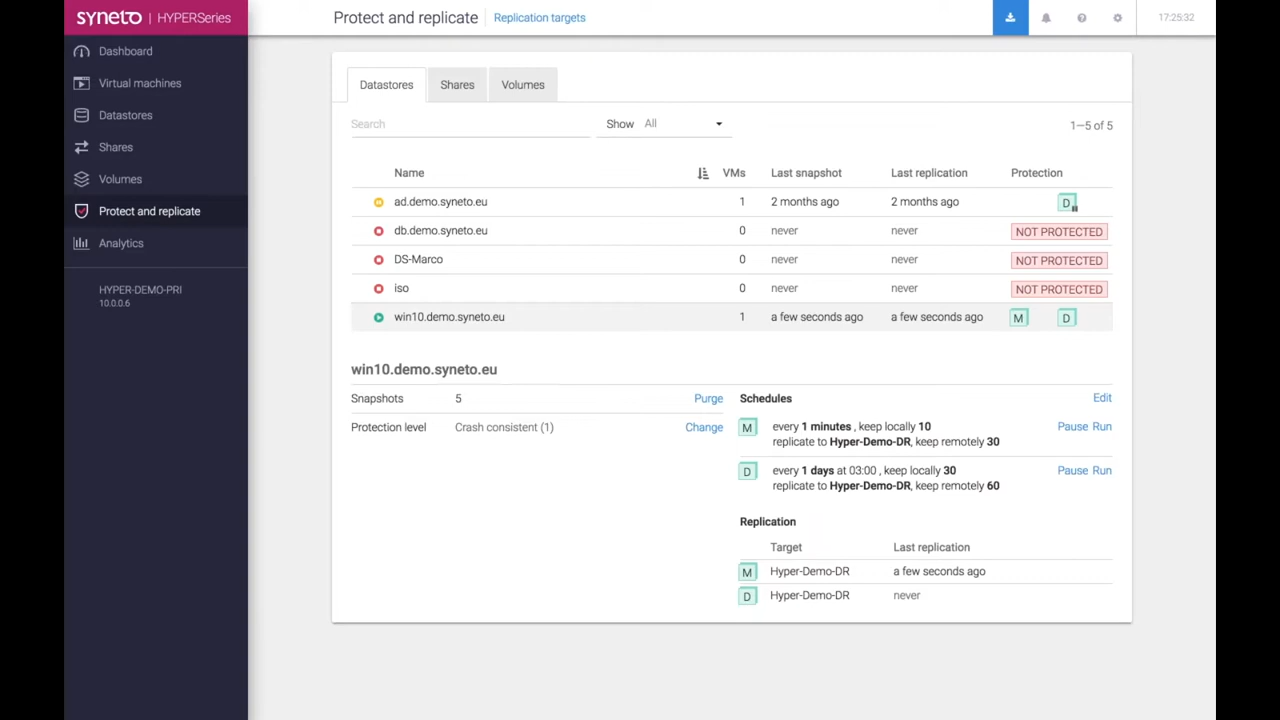 syneto | HYPERSeries
Protect and replicate
Replication targets
17:25:32
Dashboard
Virtual machines
Datastores
Shares
Volumes
Protect and replicate
Analytics
HYPER-DEMO-PRI
10.0.0.6
Datastores Shares Volumes
Search Show All 1—5 of 5
Name VMs Last snapshot Last replication Protection
ad.demo.syneto.eu 1 2 months ago 2 months ago D
db.demo.syneto.eu 0 never never NOT PROTECTED
DS-Marco 0 never never NOT PROTECTED
iso 0 never never NOT PROTECTED
win10.demo.syneto.eu 1 a few seconds ago a few seconds ago M D
win10.demo.syneto.eu
Snapshots 5 Purge
Protection level Crash consistent (1) Change
Schedules Edit
M every 1 minutes , keep locally 10 Pause Run
replicate to Hyper-Demo-DR, keep remotely 30
D every 1 days at 03:00 , keep locally 30 Pause Run
replicate to Hyper-Demo-DR, keep remotely 60
Replication
Target Last replication
M Hyper-Demo-DR a few seconds ago
D Hyper-Demo-DR never